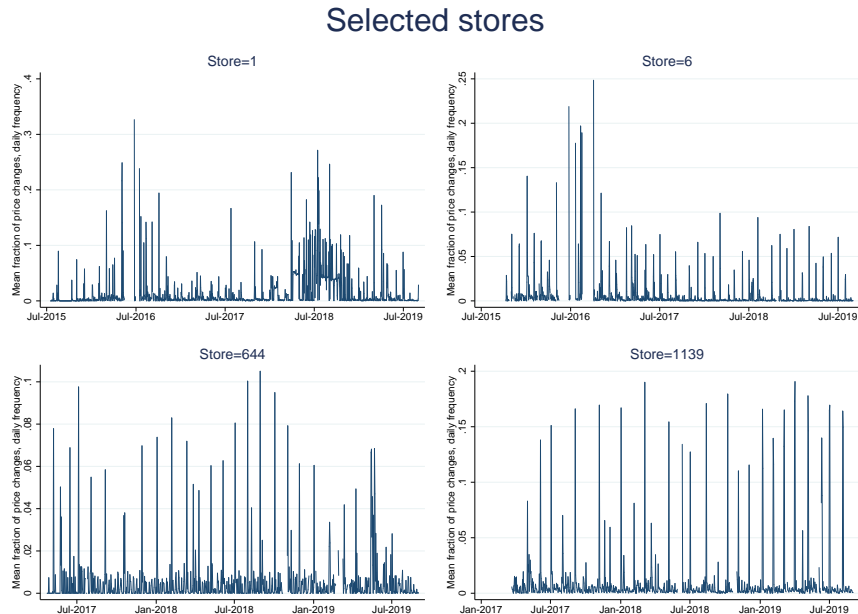 Selected stores
Store=1
Mean fraction of price changes, daily frequency
0 .1 .2 .3 .4
Jul-2015 Jul-2016 Jul-2017 Jul-2018 Jul-2019
Store=6
Mean fraction of price changes, daily frequency
0 .05 .1 .15 .2 .25
Jul-2015 Jul-2016 Jul-2017 Jul-2018 Jul-2019
Store=644
Mean fraction of price changes, daily frequency
0 .02 .04 .06 .08 .1
Jul-2017 Jan-2018 Jul-2018 Jan-2019 Jul-2019
Store=1139
Mean fraction of price changes, daily frequency
0 .05 .1 .15 .2
Jan-2017 Jul-2017 Jan-2018 Jul-2018 Jan-2019 Jul-2019